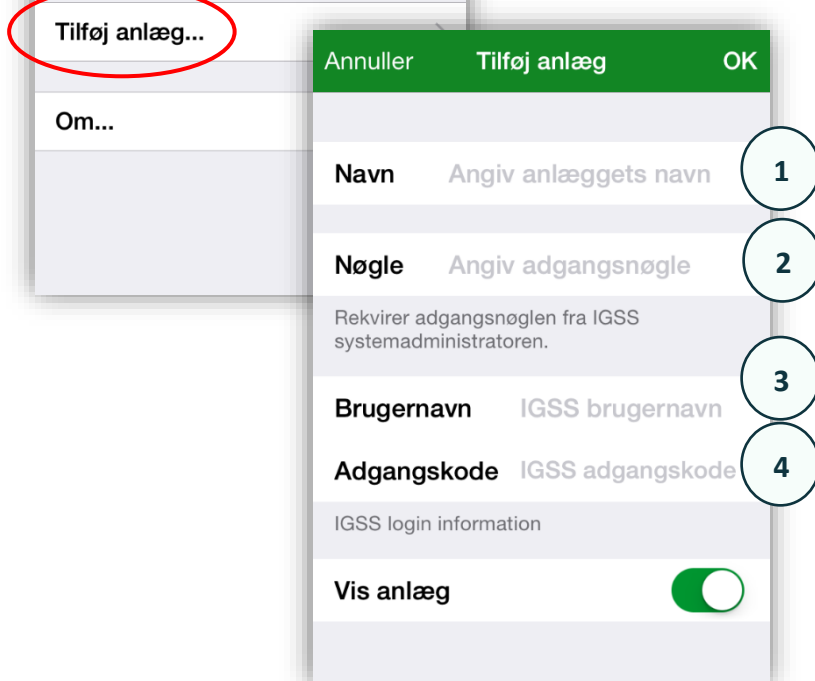 Tilføj anlæg...
Om...
Annuller Tilføj anlæg OK
Navn Angiv anlæggets navn 1
Nøgle Angiv adgangsnøgle 2
Rekvirer adgangsnøglen fra IGSS
systemadministratoren.
3
Brugernavn IGSS brugernavn
Adgangskode IGSS adgangskode 4
IGSS login information
Vis anlæg